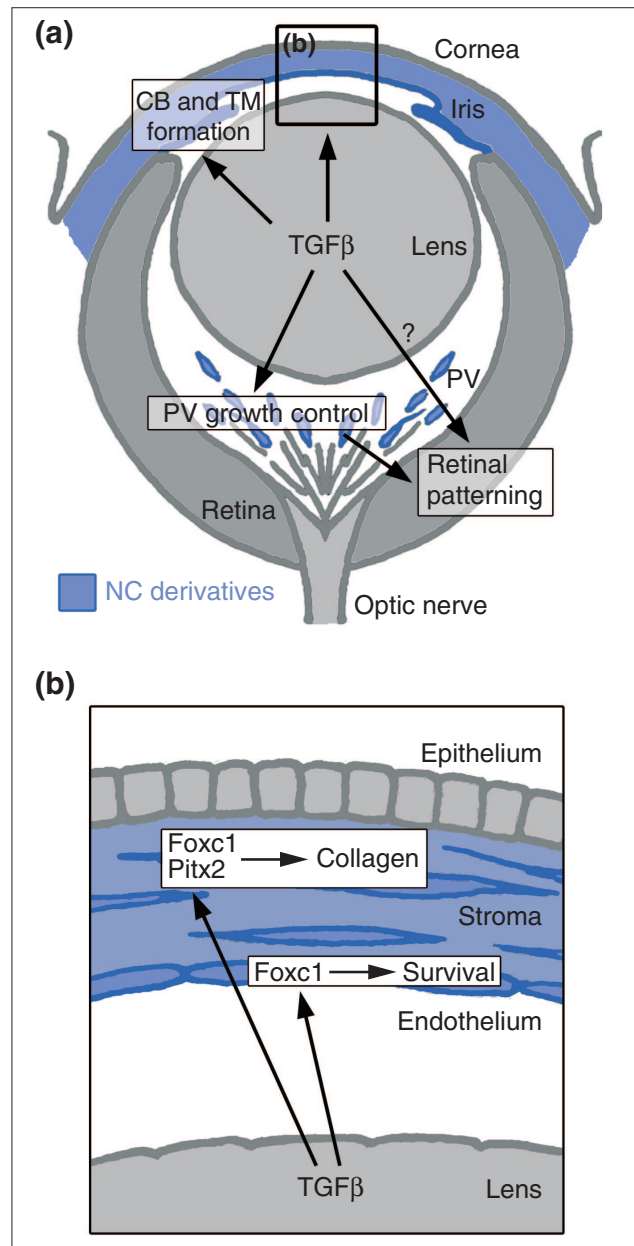 (a)
(b)
Cornea
CB and TM
formation
Iris
TGFβ
Lens
?
PV
PV growth control
Retinal
patterning
Retina
NC derivatives
Optic nerve
(b)
Epithelium
Foxc1
Pitx2
Collagen
Stroma
Foxc1
Survival
Endothelium
TGFβ
Lens